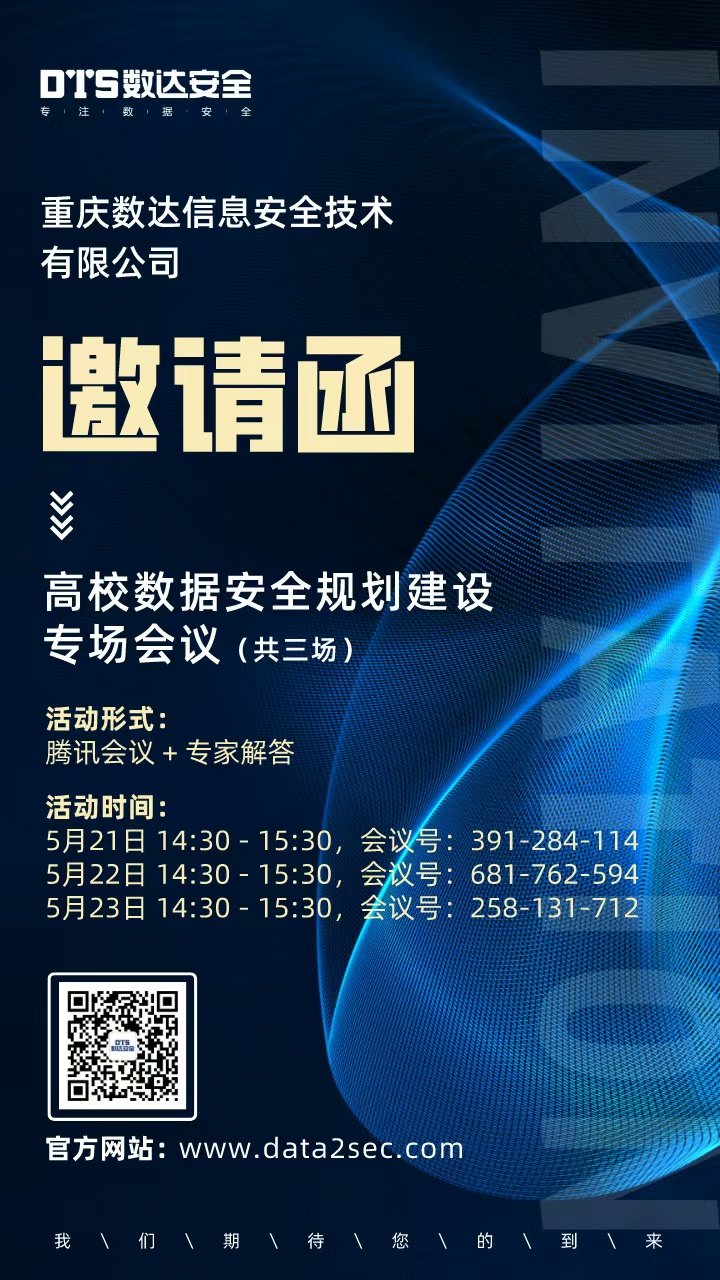 DTS数达安全
专 注 数 据 安 全
重庆数达信息安全技术
有限公司
邀请函
高校数据安全规划建设
专场会议（共三场）
活动形式：
腾讯会议 + 专家解答
活动时间：
5月21日 14:30 - 15:30，会议号：391-284-114
5月22日 14:30 - 15:30，会议号：681-762-594
5月23日 14:30 - 15:30，会议号：258-131-712
DTS
数达安全
官方网站：www.data2sec.com
我 \ 们 \ 期 \ 待 \ 您 \ 的 \ 到 \ 来
INVITATION